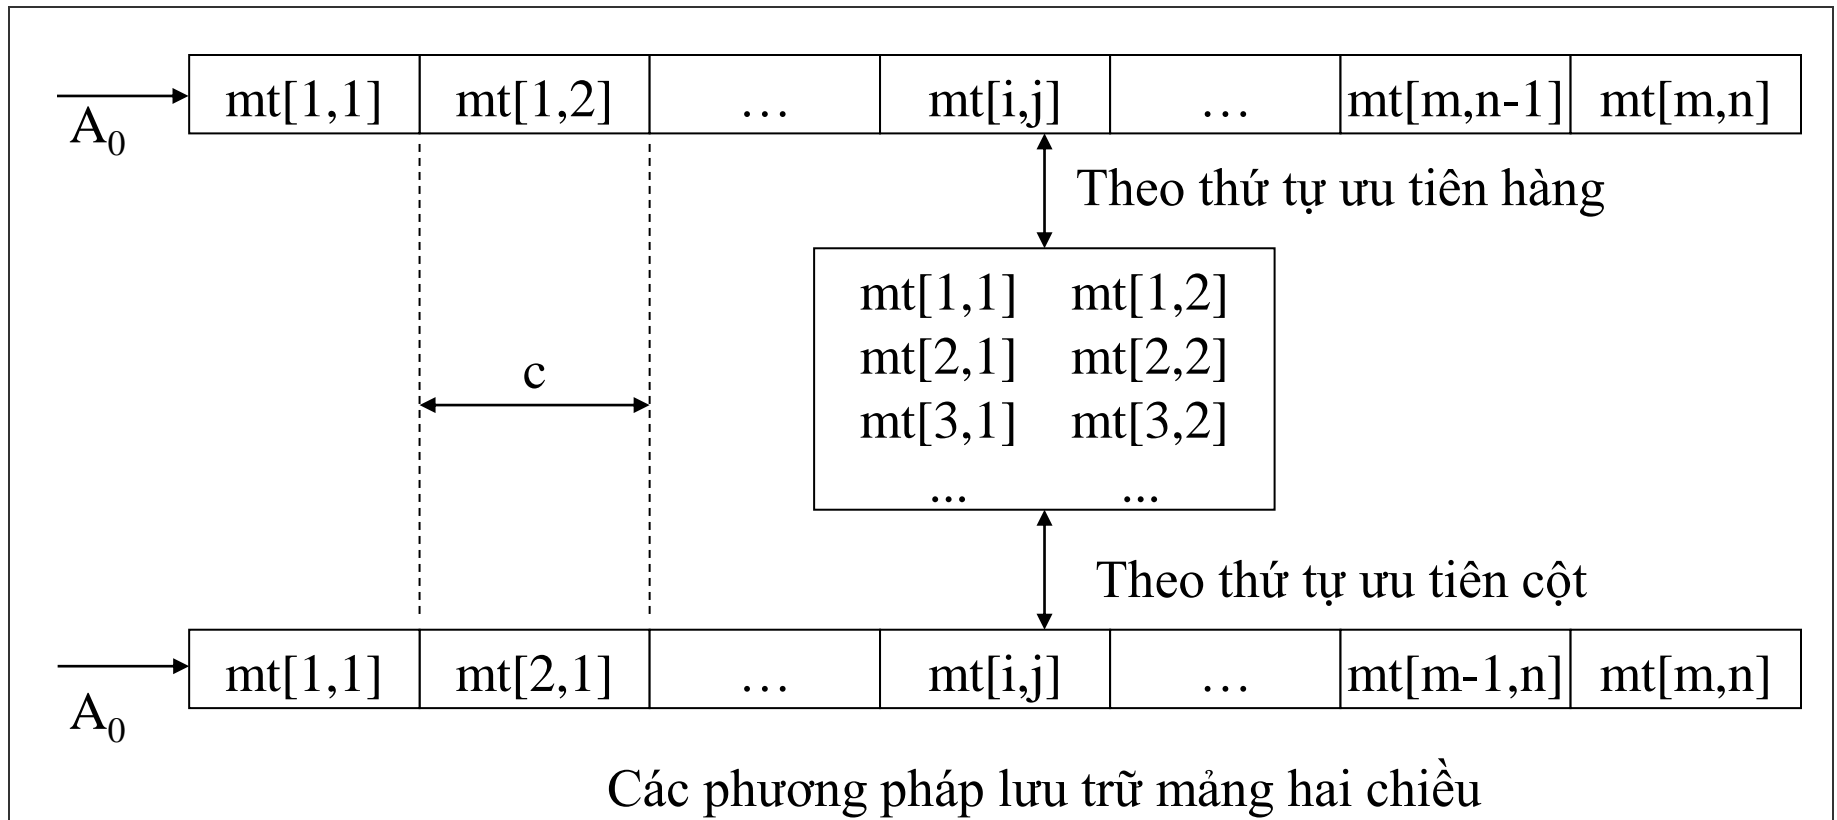 mt[1,1] mt[1,2] … mt[i,j] … mt[m,n-1] mt[m,n]
A₀
Theo thứ tự ưu tiên hàng
mt[1,1] mt[1,2]
mt[2,1] mt[2,2]
c
mt[3,1] mt[3,2]
... ...
Theo thứ tự ưu tiên cột
mt[1,1] mt[2,1] … mt[i,j] … mt[m-1,n] mt[m,n]
A₀
Các phương pháp lưu trữ mảng hai chiều